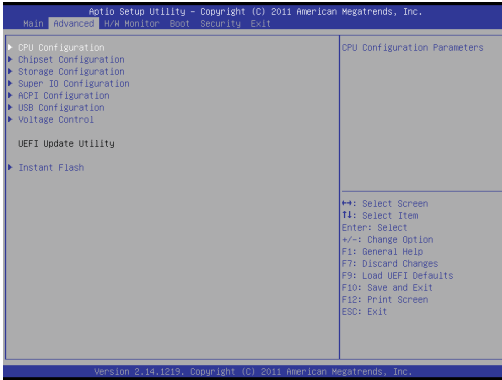 Aptio Setup Utility – Copyright (C) 2011 American Megatrends, Inc.
Main Advanced H/W Monitor Boot Security Exit
CPU Configuration
Chipset Configuration
Storage Configuration
Super IO Configuration
ACPI Configuration
USB Configuration
Voltage Control
UEFI Update Utility
Instant Flash
CPU Configuration Parameters
↔: Select Screen
↑↓: Select Item
Enter: Select
+/-: Change Option
F1: General Help
F7: Discard Changes
F9: Load UEFI Defaults
F10: Save and Exit
F12: Print Screen
ESC: Exit
Version 2.14.1219. Copyright (C) 2011 American Megatrends, Inc.